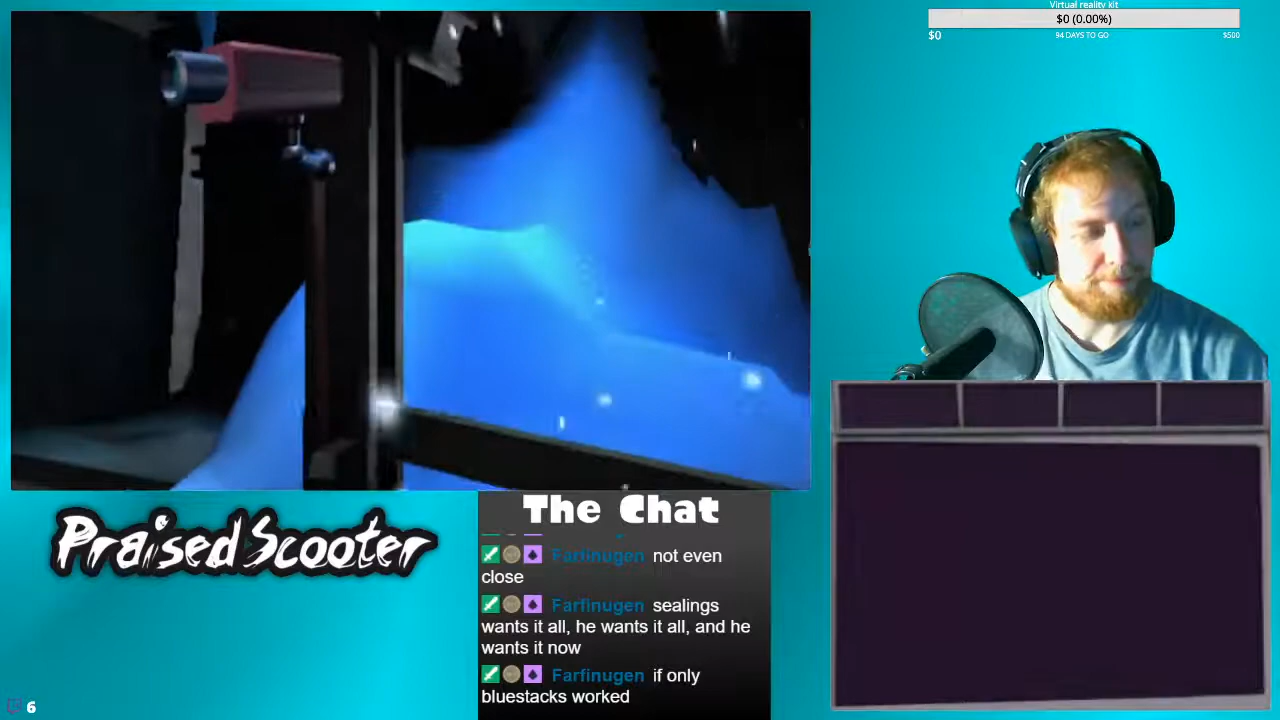 Virtual reality kit
$0 (0.00%)
$0 94 DAYS TO GO $500
PraisedScooter
The Chat
Farfinugen not even
close
Farfinugen sealings
wants it all, he wants it all, and he
wants it now
Farfinugen if only
bluestacks worked
6